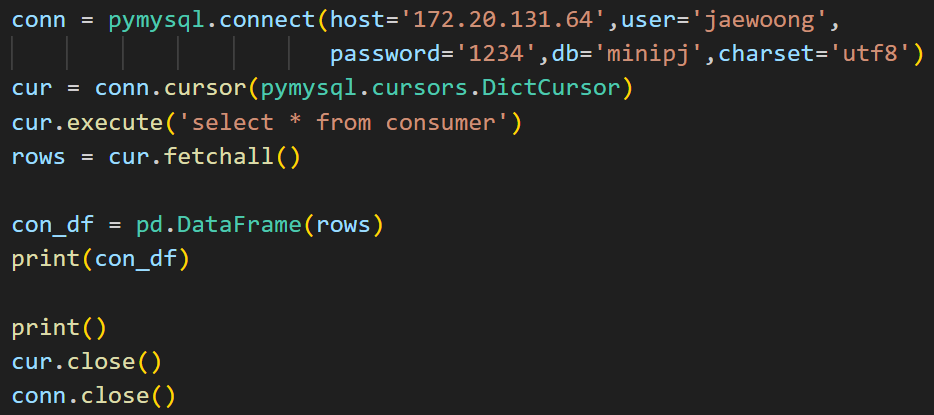 conn = pymysql.connect(host='172.20.131.64',user='jaewoong',
                       password='1234',db='minipj',charset='utf8')
cur = conn.cursor(pymysql.cursors.DictCursor)
cur.execute('select * from consumer')
rows = cur.fetchall()

con_df = pd.DataFrame(rows)
print(con_df)

print()
cur.close()
conn.close()